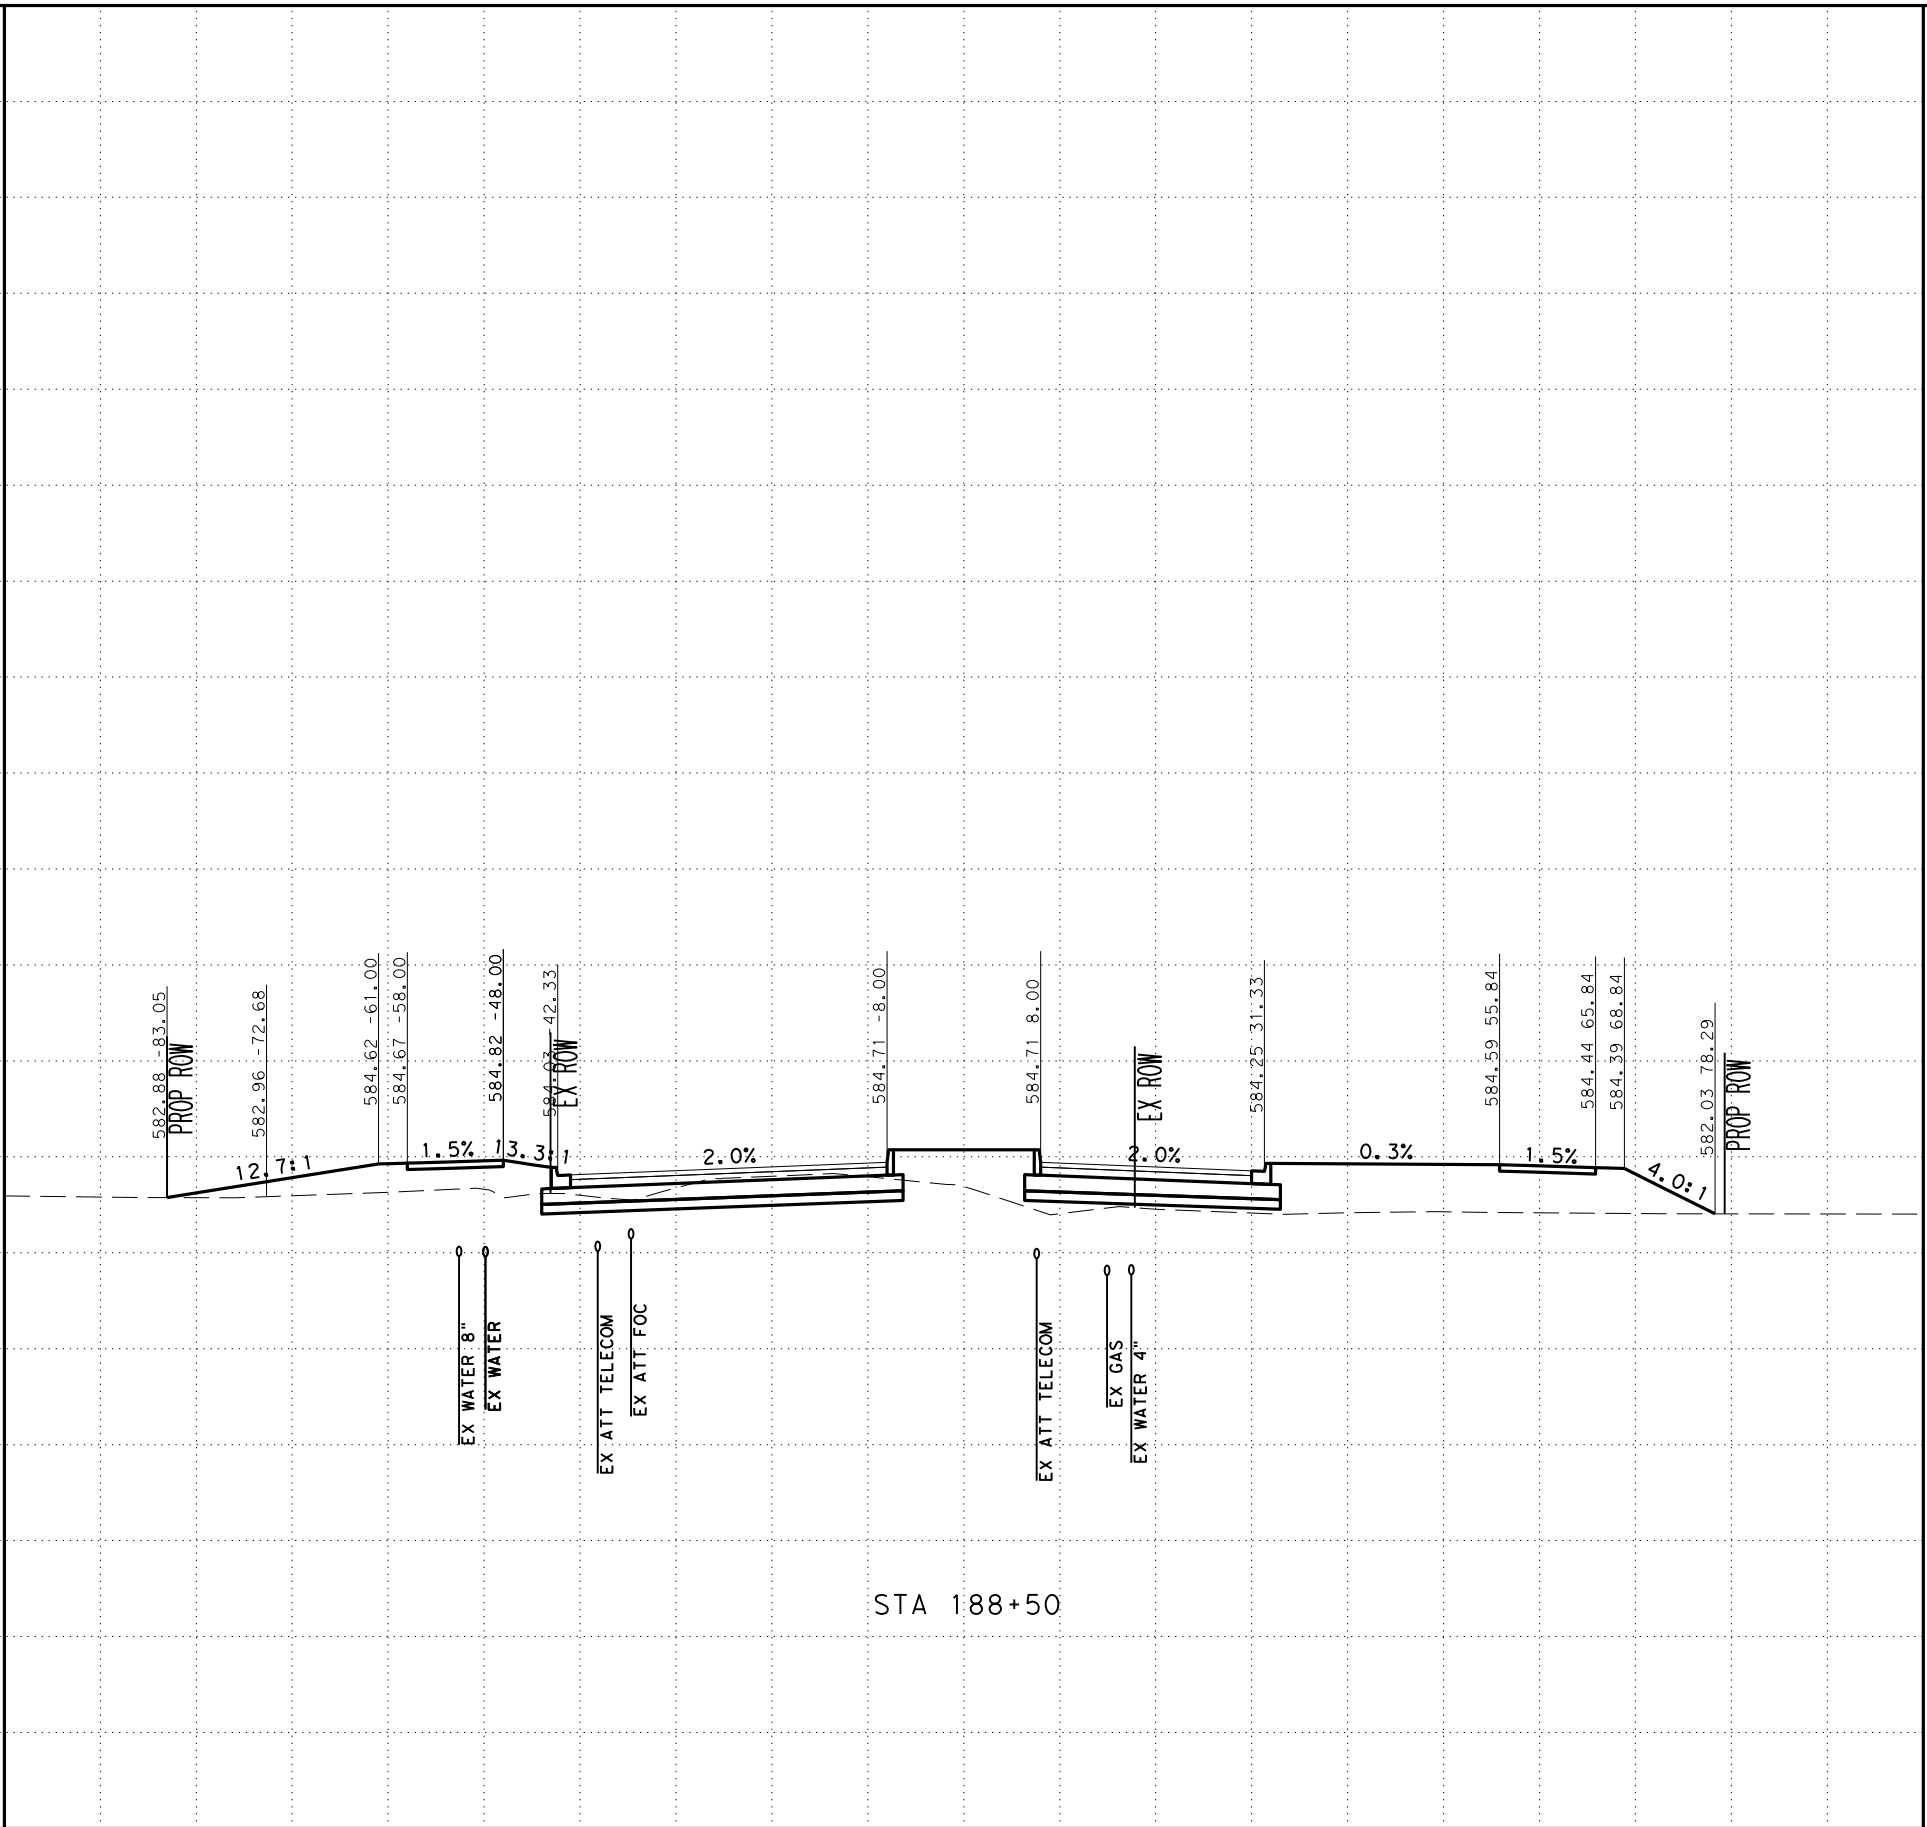 582.88 -83.05
PROP ROW
582.96 -72.68
584.62 -61.00
584.67 -58.00
584.82 -48.00
584.03 -42.33
EX ROW
584.71 -8.00
584.71 8.00
EX ROW
584.25 31.33
584.59 55.84
584.44 65.84
584.39 68.84
582.03 78.29
PROP ROW
12.7:1
1.5%
13.3:1
2.0%
2.0%
0.3%
1.5%
4.0:1
EX WATER 8"
EX WATER
EX ATT TELECOM
EX ATT FOC
EX ATT TELECOM
EX GAS
EX WATER 4"
STA 188+50